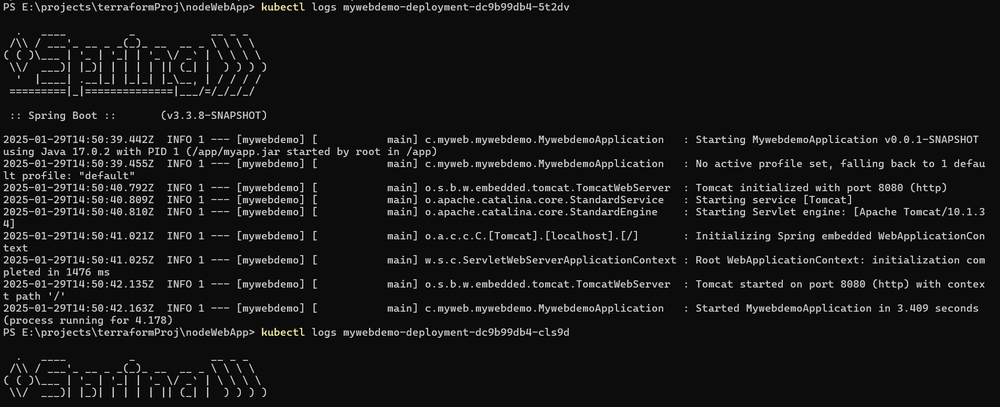 PS E:\projects\terraformProj\nodeWebApp> kubectl logs mywebdemo-deployment-dc9b99db4-5t2dv

  .   ____          _            __ _ _
 /\\ / ___'_ __ _ _(_)_ __  __ _ \ \ \ \
( ( )\___ | '_ | '_| | '_ \/ _` | \ \ \ \
 \\/  ___)| |_)| | | | | || (_| |  ) ) ) )
  '  |____| .__|_| |_|_| |_\__, | / / / /
 =========|_|==============|___/=/_/_/_/

 :: Spring Boot ::       (v3.3.8-SNAPSHOT)

2025-01-29T14:50:39.442Z  INFO 1 --- [mywebdemo] [           main] c.myweb.mywebdemo.MywebdemoApplication   : Starting MywebdemoApplication v0.0.1-SNAPSHOT
using Java 17.0.2 with PID 1 (/app/myapp.jar started by root in /app)
2025-01-29T14:50:39.455Z  INFO 1 --- [mywebdemo] [           main] c.myweb.mywebdemo.MywebdemoApplication   : No active profile set, falling back to 1 defau
lt profile: "default"
2025-01-29T14:50:40.792Z  INFO 1 --- [mywebdemo] [           main] o.s.b.w.embedded.tomcat.TomcatWebServer  : Tomcat initialized with port 8080 (http)
2025-01-29T14:50:40.809Z  INFO 1 --- [mywebdemo] [           main] o.apache.catalina.core.StandardService   : Starting service [Tomcat]
2025-01-29T14:50:40.810Z  INFO 1 --- [mywebdemo] [           main] o.apache.catalina.core.StandardEngine    : Starting Servlet engine: [Apache Tomcat/10.1.3
4]
2025-01-29T14:50:41.021Z  INFO 1 --- [mywebdemo] [           main] o.a.c.c.C.[Tomcat].[localhost].[/]       : Initializing Spring embedded WebApplicationCon
text
2025-01-29T14:50:41.025Z  INFO 1 --- [mywebdemo] [           main] w.s.c.ServletWebServerApplicationContext : Root WebApplicationContext: initialization com
pleted in 1476 ms
2025-01-29T14:50:42.135Z  INFO 1 --- [mywebdemo] [           main] o.s.b.w.embedded.tomcat.TomcatWebServer  : Tomcat started on port 8080 (http) with contex
t path '/'
2025-01-29T14:50:42.163Z  INFO 1 --- [mywebdemo] [           main] c.myweb.mywebdemo.MywebdemoApplication   : Started MywebdemoApplication in 3.409 seconds
(process running for 4.178)
PS E:\projects\terraformProj\nodeWebApp> kubectl logs mywebdemo-deployment-dc9b99db4-cls9d

  .   ____          _            __ _ _
 /\\ / ___'_ __ _ _(_)_ __  __ _ \ \ \ \
( ( )\___ | '_ | '_| | '_ \/ _` | \ \ \ \
 \\/  ___)| |_)| | | | | || (_| |  ) ) ) )